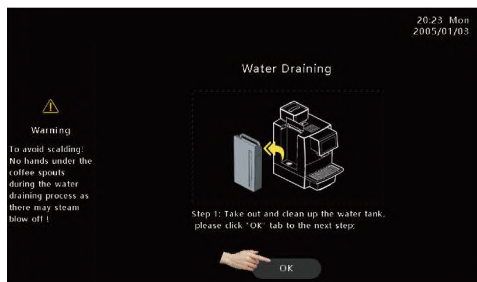 20:23 Mon
2005/01/03
Water Draining
Warning
To avoid scalding:
No hands under the
coffee spouts
during the water
draining process as
there may steam
blow off !
Step 1: Take out and clean up the water tank,
please click "OK" tab to the next step:
OK